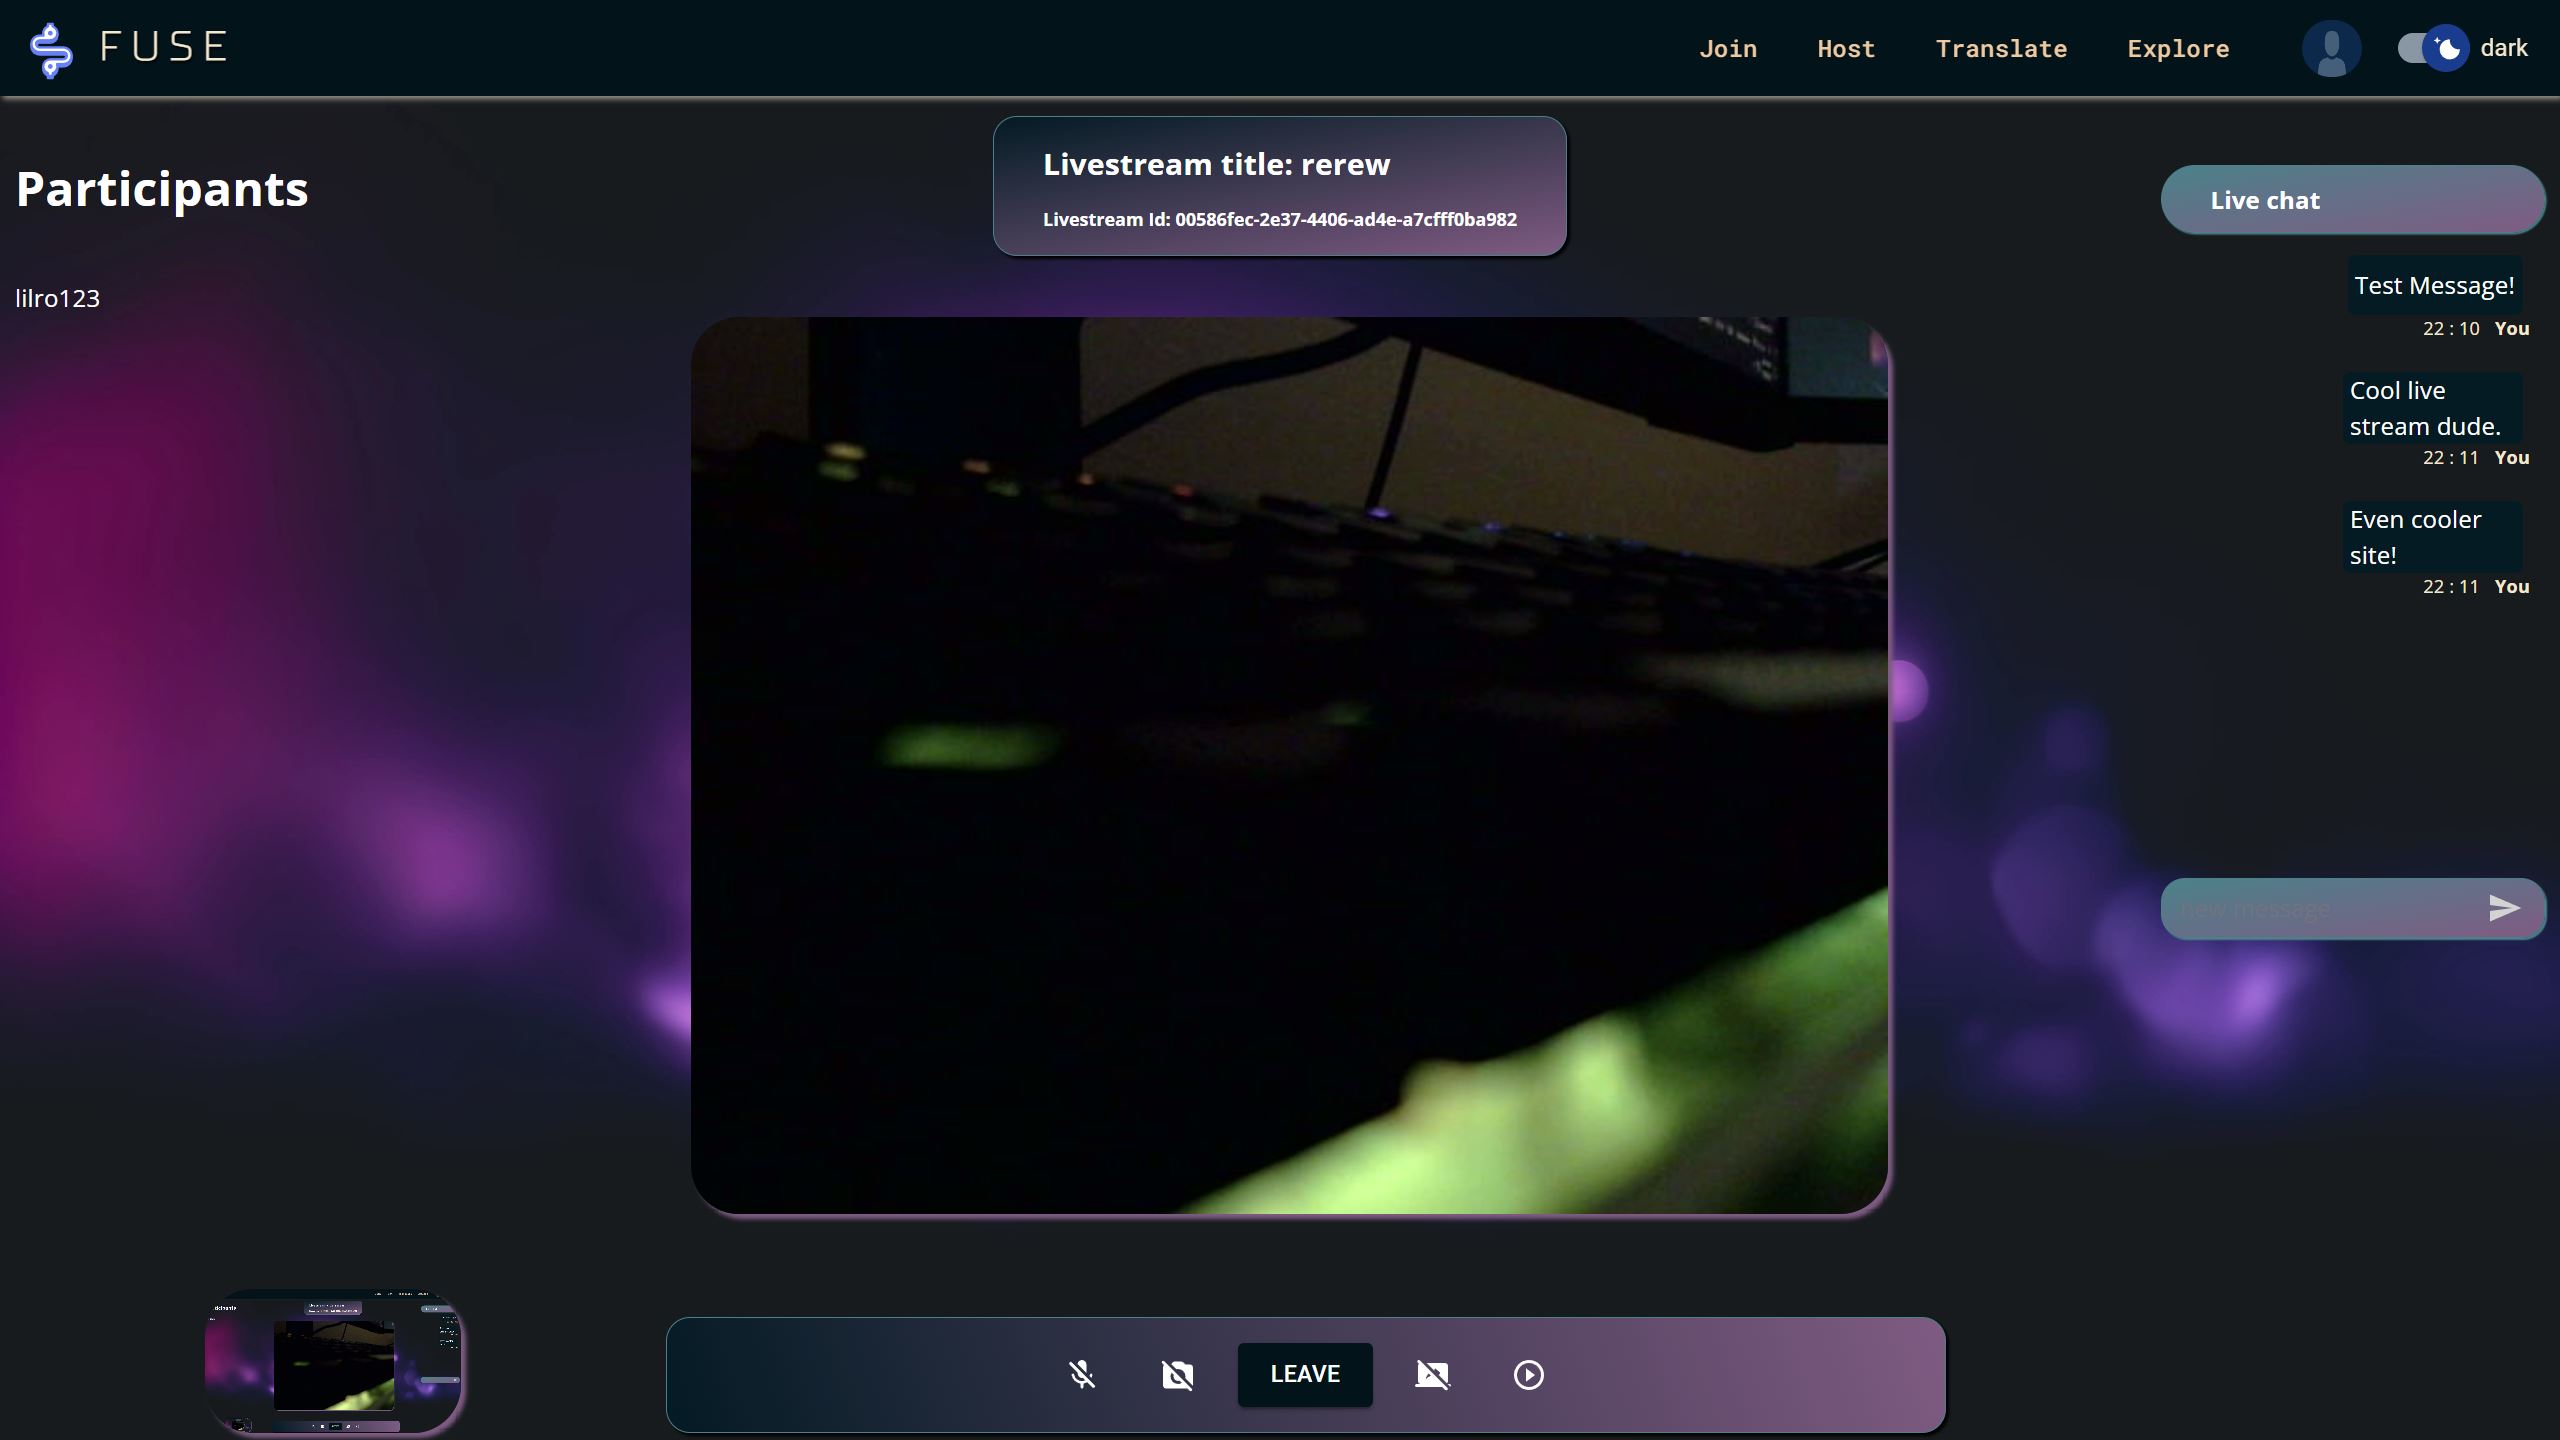 FUSE
Join
Host
Translate
Explore
dark
Participants
lilro123
Livestream title: rerew
Livestream Id: 00586fec-2e37-4406-ad4e-a7cfff0ba982
Live chat
Test Message!
22 : 10 You
Cool live
stream dude.
22 : 11 You
Even cooler
site!
22 : 11 You
new message
LEAVE